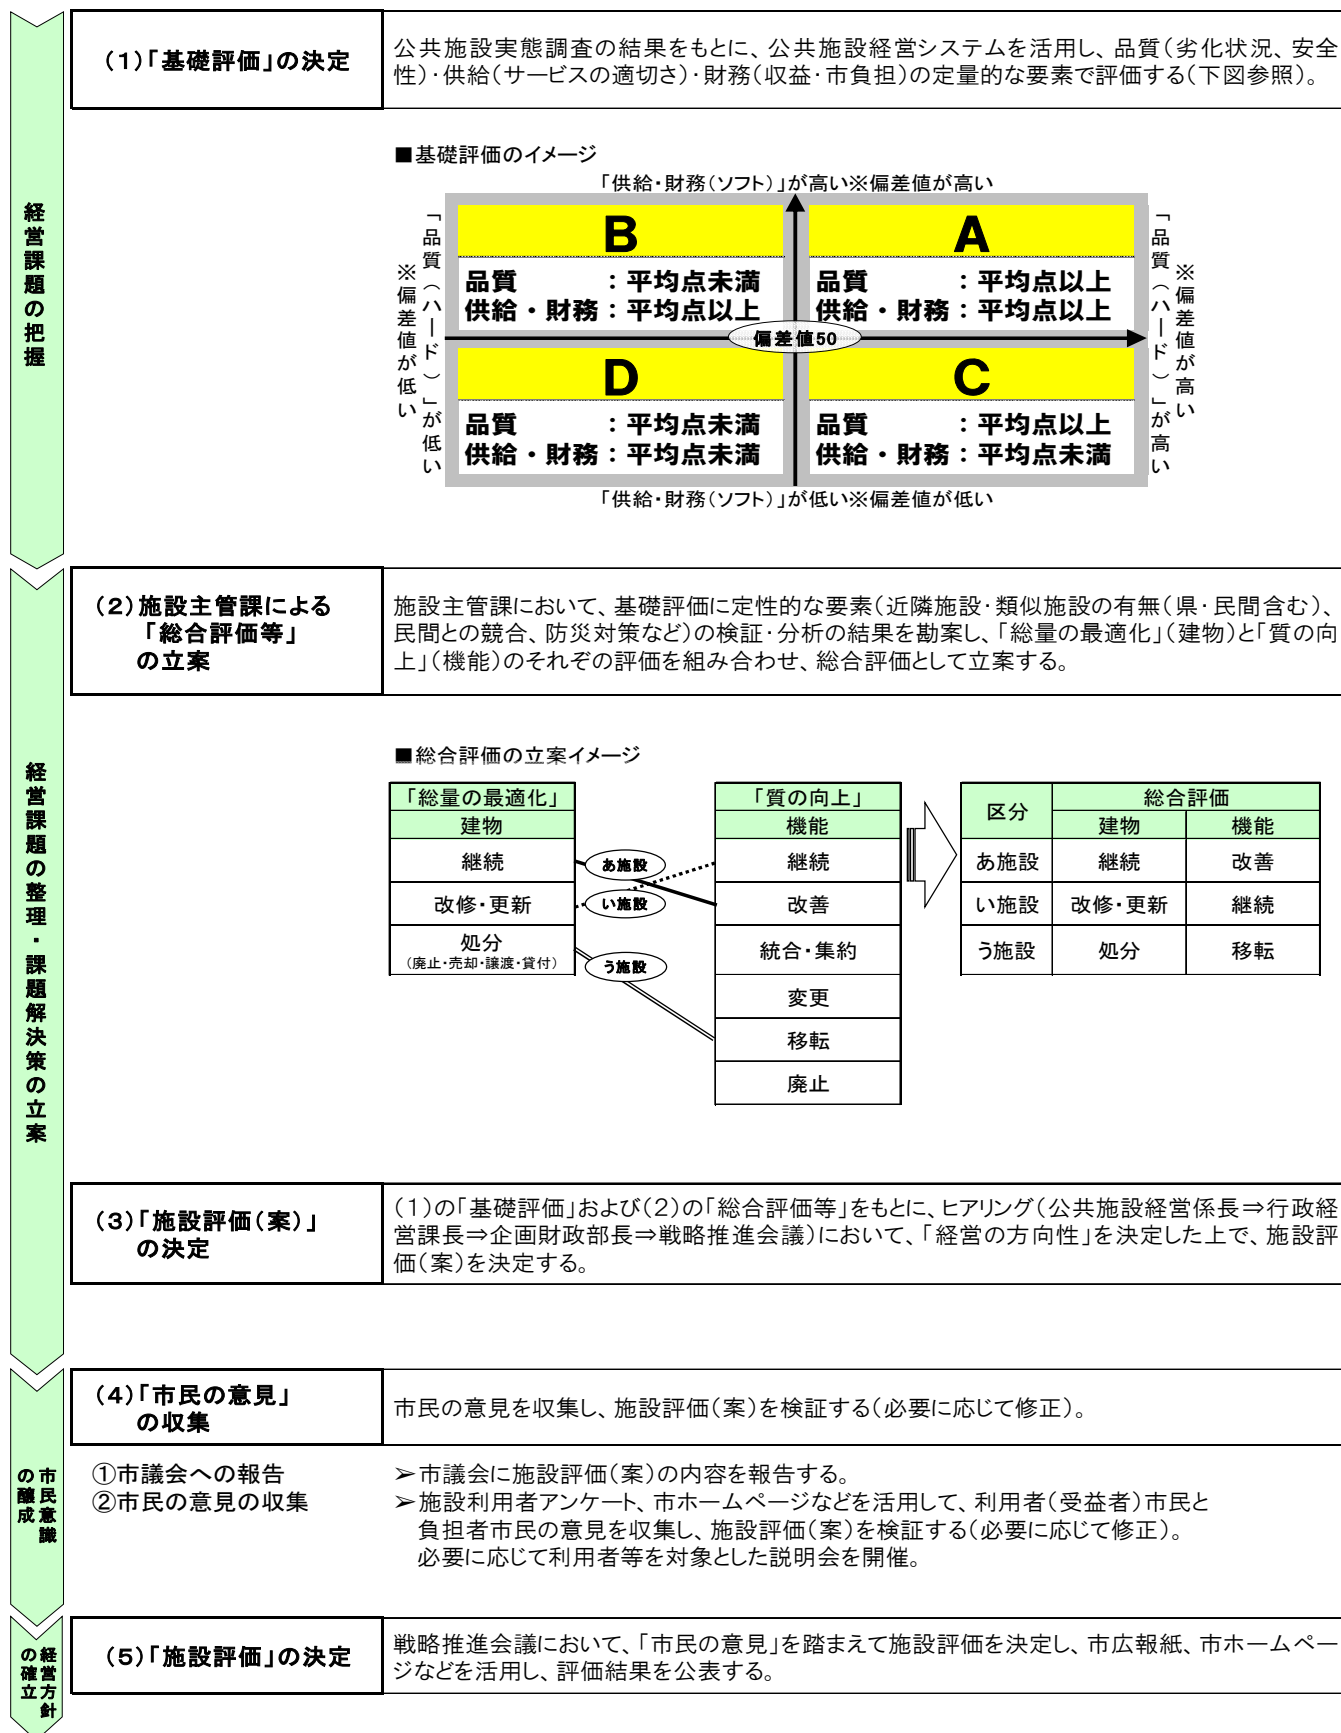 経営課題の把握
(1)「基礎評価」の決定
公共施設実態調査の結果をもとに、公共施設経営システムを活用し、品質(劣化状況、安全
性)・供給(サービスの適切さ)・財務(収益・市負担)の定量的な要素で評価する(下図参照)。
■基礎評価のイメージ
「供給・財務(ソフト)」が高い※偏差値が高い
「品質(ハード)」が低い
※偏差値が低い
B
品質　　　：平均点未満
供給・財務：平均点以上
A
品質　　　：平均点以上
供給・財務：平均点以上
偏差値50
D
品質　　　：平均点未満
供給・財務：平均点未満
C
品質　　　：平均点以上
供給・財務：平均点未満
「品質(ハード)」が高い
※偏差値が高い
「供給・財務(ソフト)」が低い※偏差値が低い
経営課題の整理・課題解決策の立案
(2)施設主管課による
「総合評価等」
の立案
施設主管課において、基礎評価に定性的な要素(近隣施設・類似施設の有無(県・民間含む)、
民間との競合、防災対策など)の検証・分析の結果を勘案し、「総量の最適化」(建物)と「質の向
上」(機能)のそれぞの評価を組み合わせ、総合評価として立案する。
■総合評価の立案イメージ
「総量の最適化」
建物
継続
改修・更新
処分
(廃止・売却・譲渡・貸付)
あ施設
い施設
う施設
「質の向上」
機能
継続
改善
統合・集約
変更
移転
廃止
区分　総合評価
建物　機能
あ施設　継続　改善
い施設　改修・更新　継続
う施設　処分　移転
(3)「施設評価(案)」
の決定
(1)の「基礎評価」および(2)の「総合評価等」をもとに、ヒアリング(公共施設経営係長⇒行政経
営課長⇒企画財政部長⇒戦略推進会議)において、「経営の方向性」を決定した上で、施設評
価(案)を決定する。
市民意識
の醸成
(4)「市民の意見」
の収集
市民の意見を収集し、施設評価(案)を検証する(必要に応じて修正)。
①市議会への報告
➢市議会に施設評価(案)の内容を報告する。
②市民の意見の収集
➢施設利用者アンケート、市ホームページなどを活用して、利用者(受益者)市民と
負担者市民の意見を収集し、施設評価(案)を検証する(必要に応じて修正)。
必要に応じて利用者等を対象とした説明会を開催。
経営方針
の確立
(5)「施設評価」の決定
戦略推進会議において、「市民の意見」を踏まえて施設評価を決定し、市広報紙、市ホームペー
ジなどを活用し、評価結果を公表する。